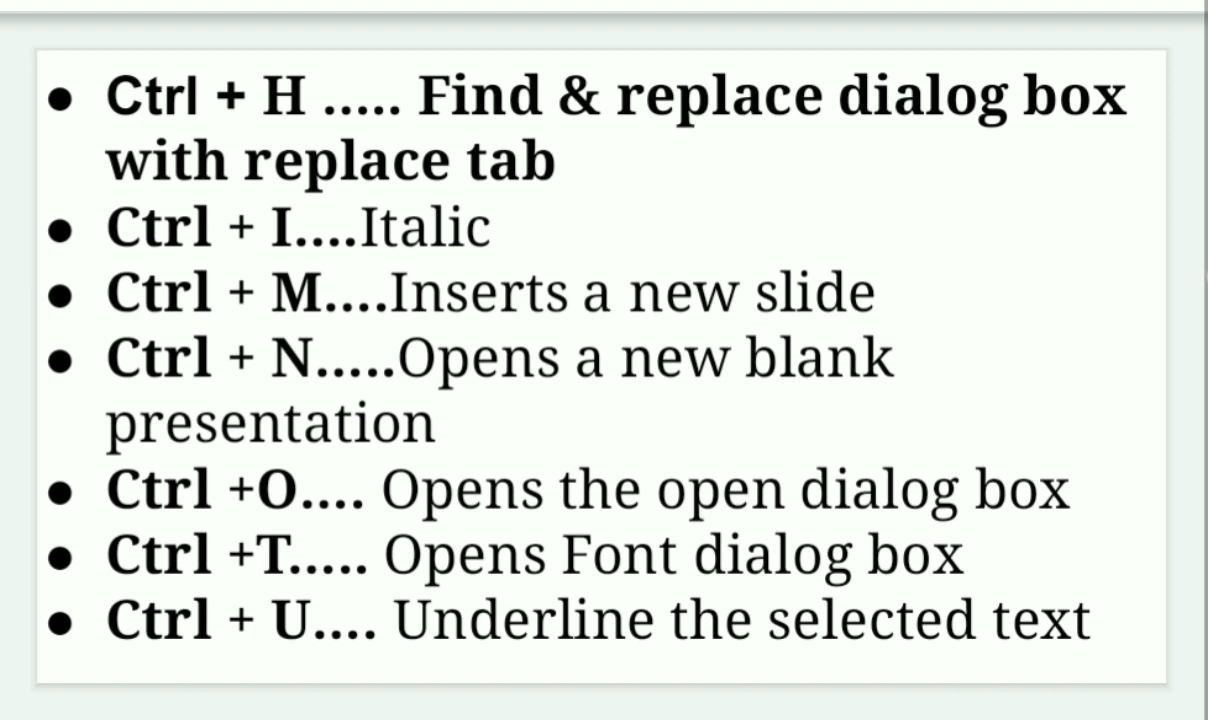 ● Ctrl + H ..... Find & replace dialog box
with replace tab
● Ctrl + I....Italic
● Ctrl + M....Inserts a new slide
● Ctrl + N.....Opens a new blank
presentation
● Ctrl +O.... Opens the open dialog box
● Ctrl +T..... Opens Font dialog box
● Ctrl + U.... Underline the selected text